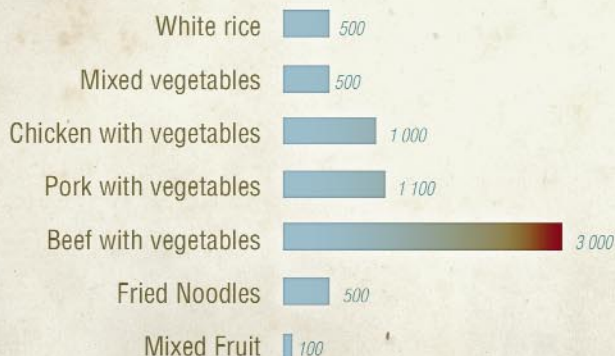 White rice 500
Mixed vegetables 500
Chicken with vegetables 1 000
Pork with vegetables 1 100
Beef with vegetables 3 000
Fried Noodles 500
Mixed Fruit 100